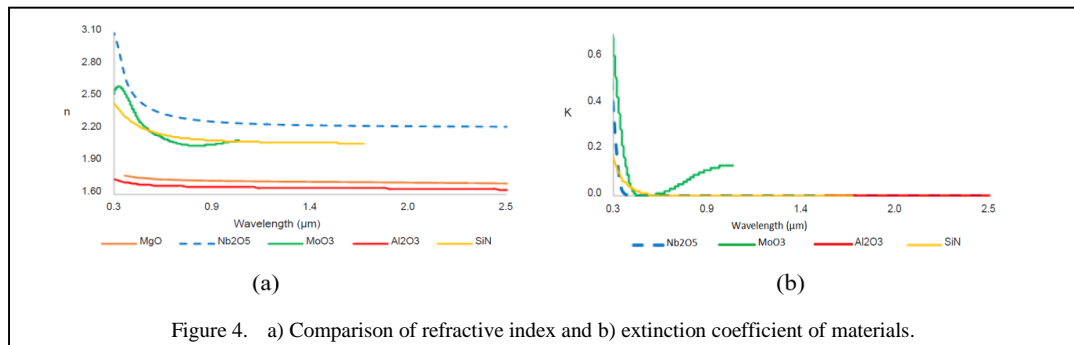 3.10
2.80
2.50
n
2.20
1.90
1.60
0.3 0.9 1.4 2.0 2.5
Wavelength (µm)
MgO Nb2O5 MoO3 Al2O3 SiN
(a)
0.6
0.4
K
0.2
0.0
0.3 0.9 1.4 2.0 2.5
Wavelength (µm)
Nb2O5 MoO3 Al2O3 SiN
(b)
Figure 4. a) Comparison of refractive index and b) extinction coefficient of materials.